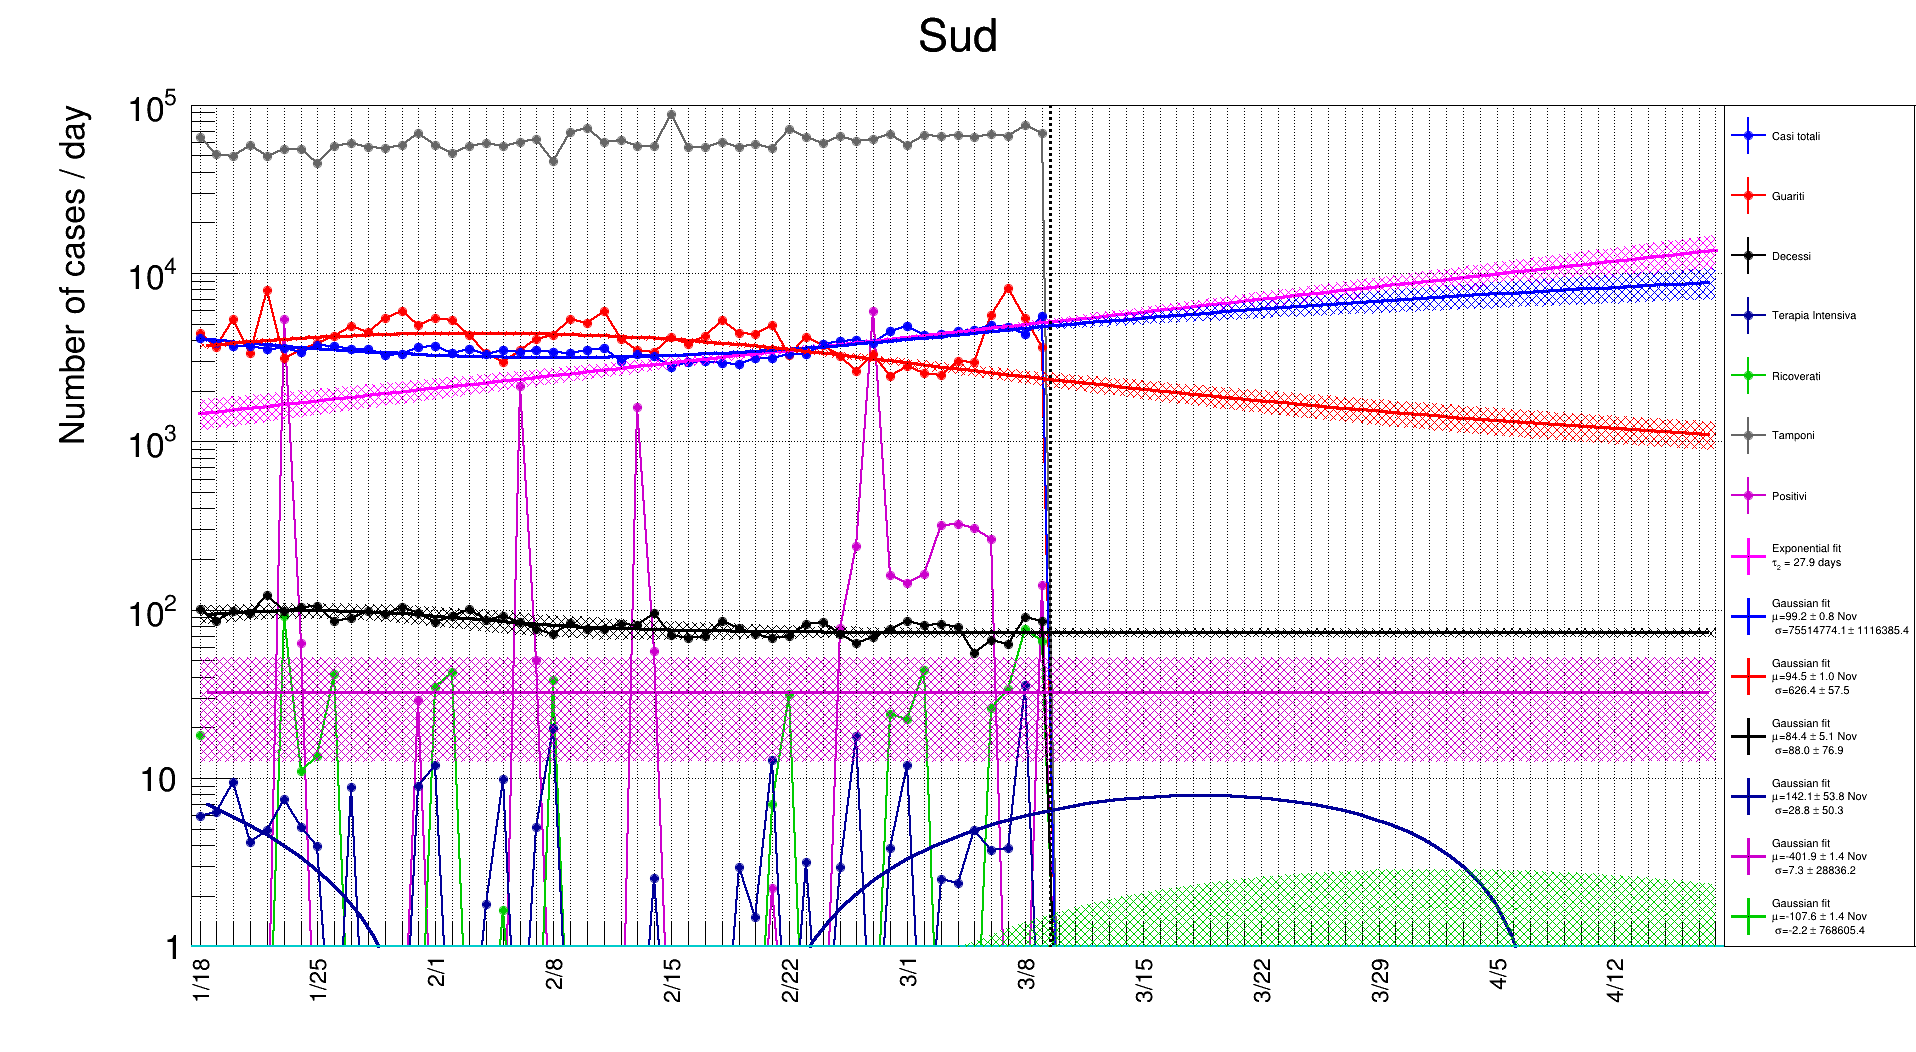 Sud
Number of cases / day
10^5
10^4
10^3
10^2
10
1
1/18
1/25
2/1
2/8
2/15
2/22
3/1
3/8
3/15
3/22
3/29
4/5
4/12
Casi totali
Guariti
Decessi
Terapia Intensiva
Ricoverati
Tamponi
Positivi
Exponential fit
τ₂ = 27.9 days
Gaussian fit
μ=99.2 ± 0.8 Nov
σ=75514774.1 ± 1116385.4
Gaussian fit
μ=94.5 ± 1.0 Nov
σ=626.4 ± 57.5
Gaussian fit
μ=84.4 ± 5.1 Nov
σ=88.0 ± 76.9
Gaussian fit
μ=142.1 ± 53.8 Nov
σ=28.8 ± 50.3
Gaussian fit
μ=-401.9 ± 1.4 Nov
σ=7.3 ± 28836.2
Gaussian fit
μ=-107.6 ± 1.4 Nov
σ=-2.2 ± 768605.4